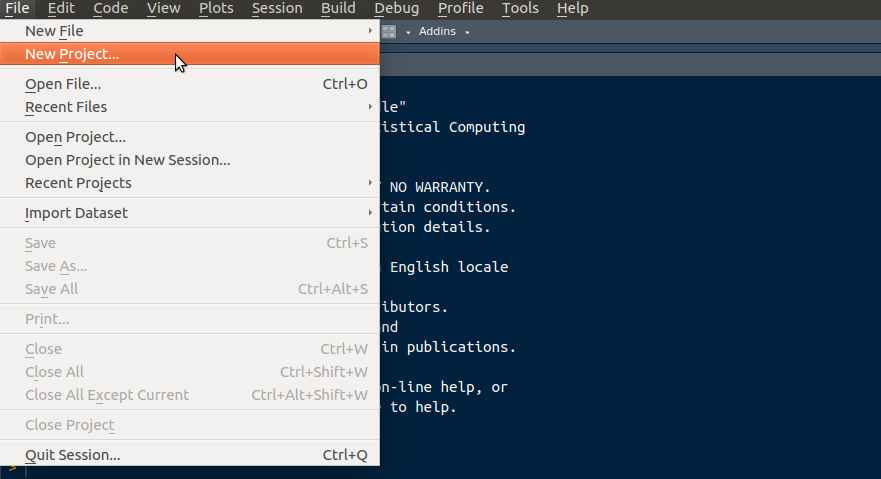 File Edit Code View Plots Session Build Debug Profile Tools Help
Addins
New File
New Project...
Open File... Ctrl+O
Recent Files
le"
Open Project...
tistical Computing
Open Project in New Session...
Recent Projects
NO WARRANTY.
Import Dataset
tain conditions.
ution details.
Save Ctrl+S
Save As...
English locale
Save All Ctrl+Alt+S
Print...
ibutors.
nd
Close Ctrl+W
in publications.
Close All Ctrl+Shift+W
Close All Except Current Ctrl+Alt+Shift+W
on-line help, or
to help.
Close Project
Quit Session... Ctrl+Q
>